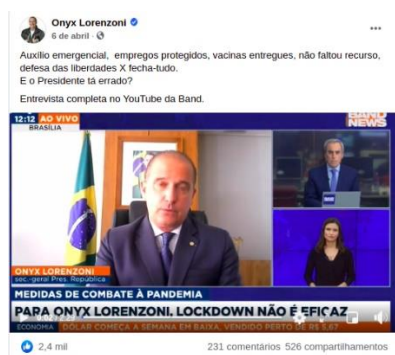 Onyx Lorenzoni
6 de abril ·
Auxílio emergencial, empregos protegidos, vacinas entregues, não faltou recurso,
defesa das liberdades X fecha-tudo.
E o Presidente tá errado?
Entrevista completa no YouTube da Band.
12:12 AO VIVO
BRASÍLIA
BAND
NEWS
ONYX LORENZONI
sec.-geral Pres. República
MEDIDAS DE COMBATE À PANDEMIA
PARA ONYX LORENZONI, LOCKDOWN NÃO É EFICAZ
ECONOMIA DÓLAR COMEÇA A SEMANA EM BAIXA, VENDIDO PERTO DE R$ 5,67
2,4 mil 231 comentários 526 compartilhamentos